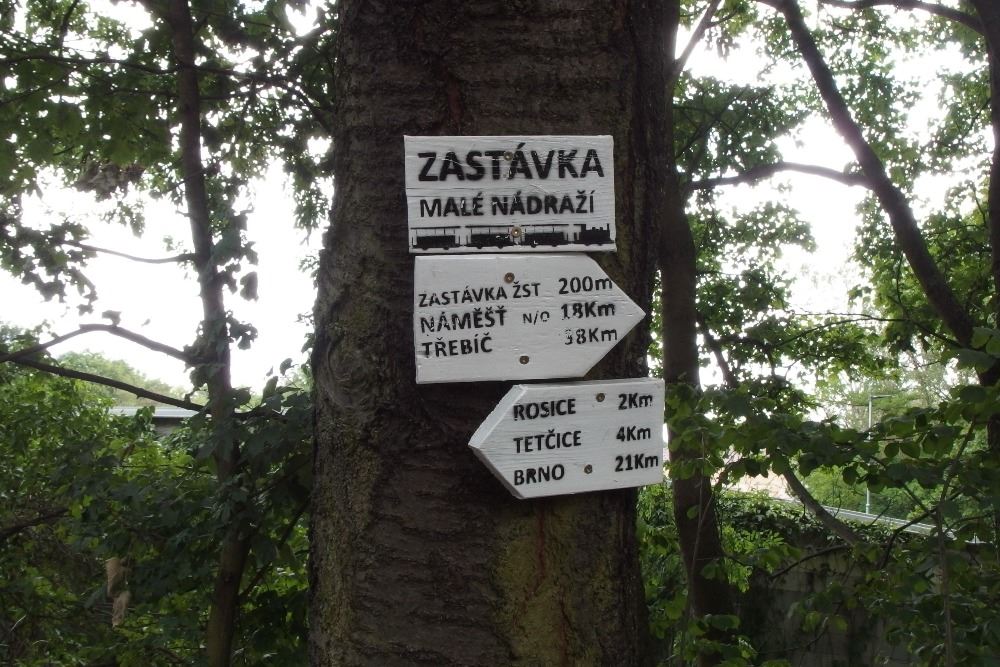 ZASTÁVKA
MALÉ NÁDRAŽÍ
ZASTÁVKA ŽST 200m
NÁMĚŠŤ N/O 18Km
TŘEBÍČ 38Km
ROSICE 2Km
TETČICE 4Km
BRNO 21Km